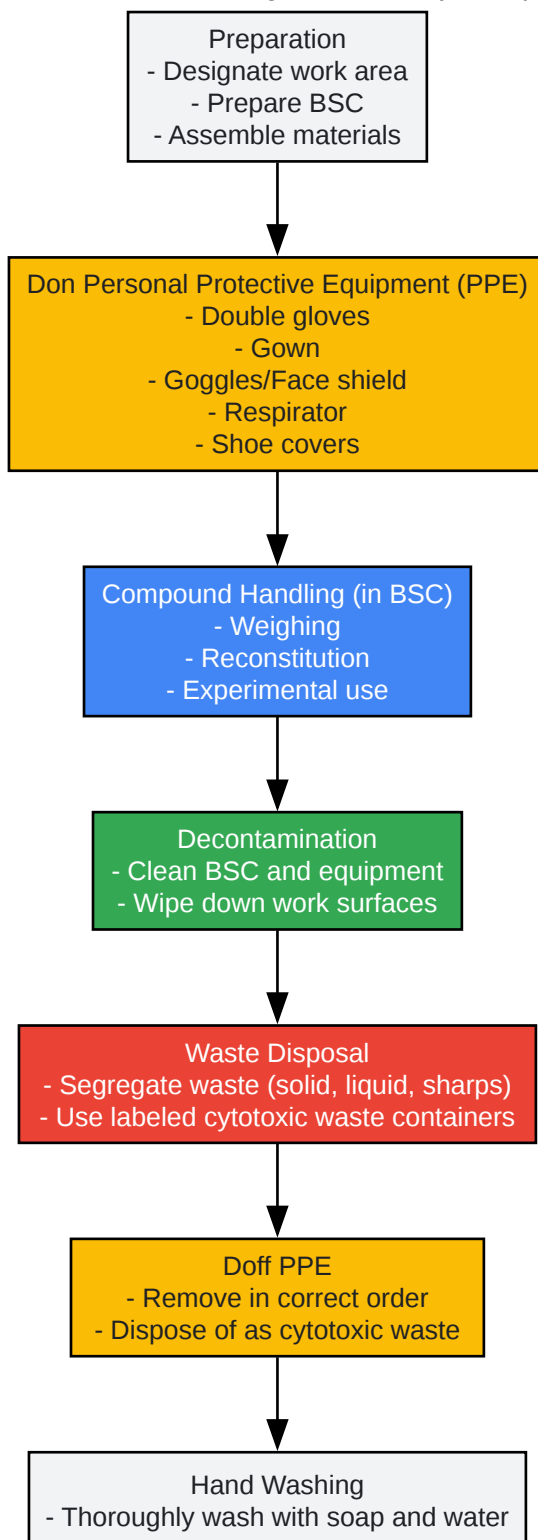 Preparation
- Designate work area
- Prepare BSC
- Assemble materials
Don Personal Protective Equipment (PPE)
- Double gloves
- Gown
- Goggles/Face shield
- Respirator
- Shoe covers
Compound Handling (in BSC)
- Weighing
- Reconstitution
- Experimental use
Decontamination
- Clean BSC and equipment
- Wipe down work surfaces
Waste Disposal
- Segregate waste (solid, liquid, sharps)
- Use labeled cytotoxic waste containers
Doff PPE
- Remove in correct order
- Dispose of as cytotoxic waste
Hand Washing
- Thoroughly wash with soap and water